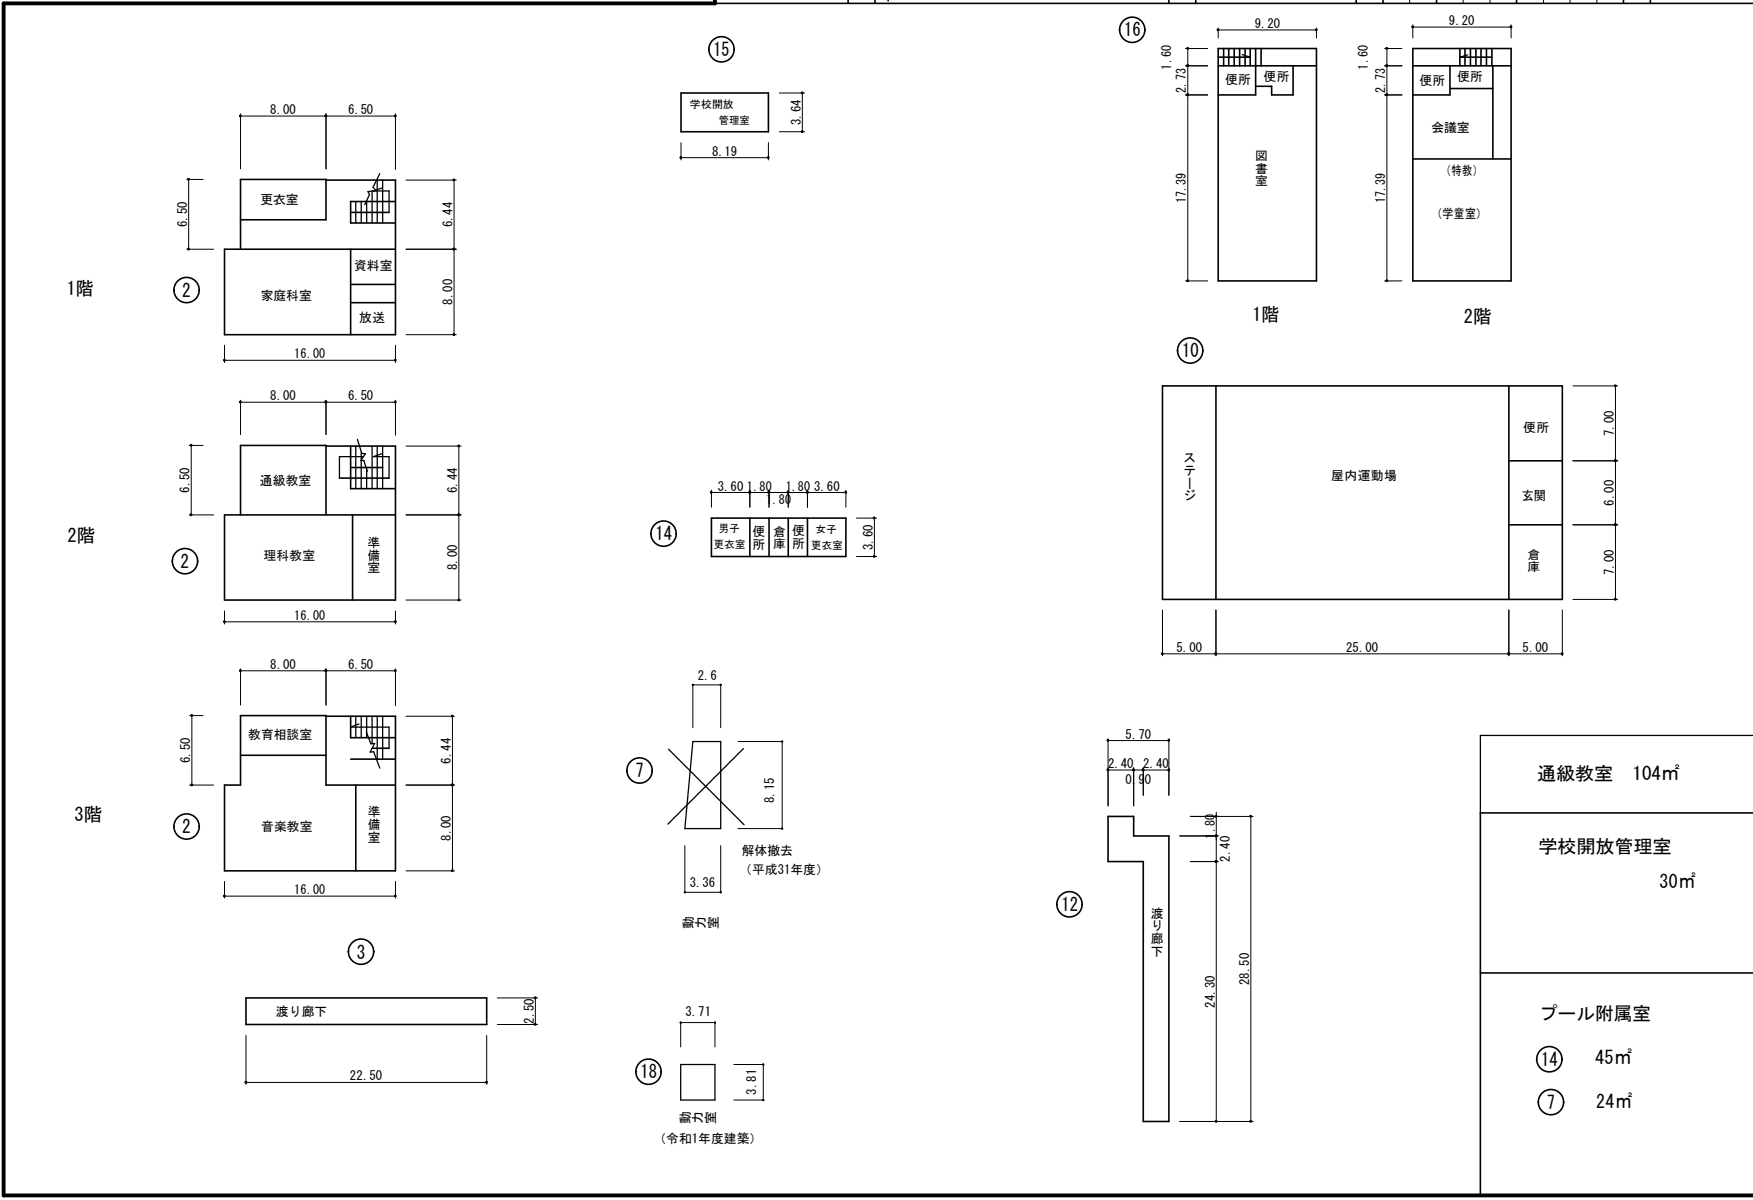 8.00
6.50
更衣室
6.50
6.44
1階
②
資料室
家庭科室
放送
8.00
16.00
8.00
6.50
通級教室
6.50
6.44
2階
②
理科教室
準備室
8.00
16.00
8.00
6.50
教育相談室
6.50
6.44
3階
②
音楽教室
準備室
8.00
16.00
③
渡り廊下
2.50
22.50
⑮
学校開放
管理室
3.64
8.19
⑭
3.60
1.80
1.80
1.80
3.60
男子
更衣室
便所
倉庫
便所
女子
更衣室
3.60
⑦
2.6
8.15
解体撤去
(平成31年度)
3.36
動力室
⑱
3.71
3.81
動力室
(令和1年度建築)
⑯
9.20
1.60
2.73
便所
便所
図書室
17.39
1階
9.20
1.60
2.73
便所
便所
会議室
(特教)
(学童室)
17.39
2階
⑩
ステージ
屋内運動場
便所
玄関
倉庫
7.00
6.00
7.00
5.00
25.00
5.00
⑫
5.70
2.40
2.40
0.90
1.80
2.40
渡り廊下
24.30
28.50
通級教室 104㎡
学校開放管理室
30㎡
プール附属室
⑭ 45㎡
⑦ 24㎡